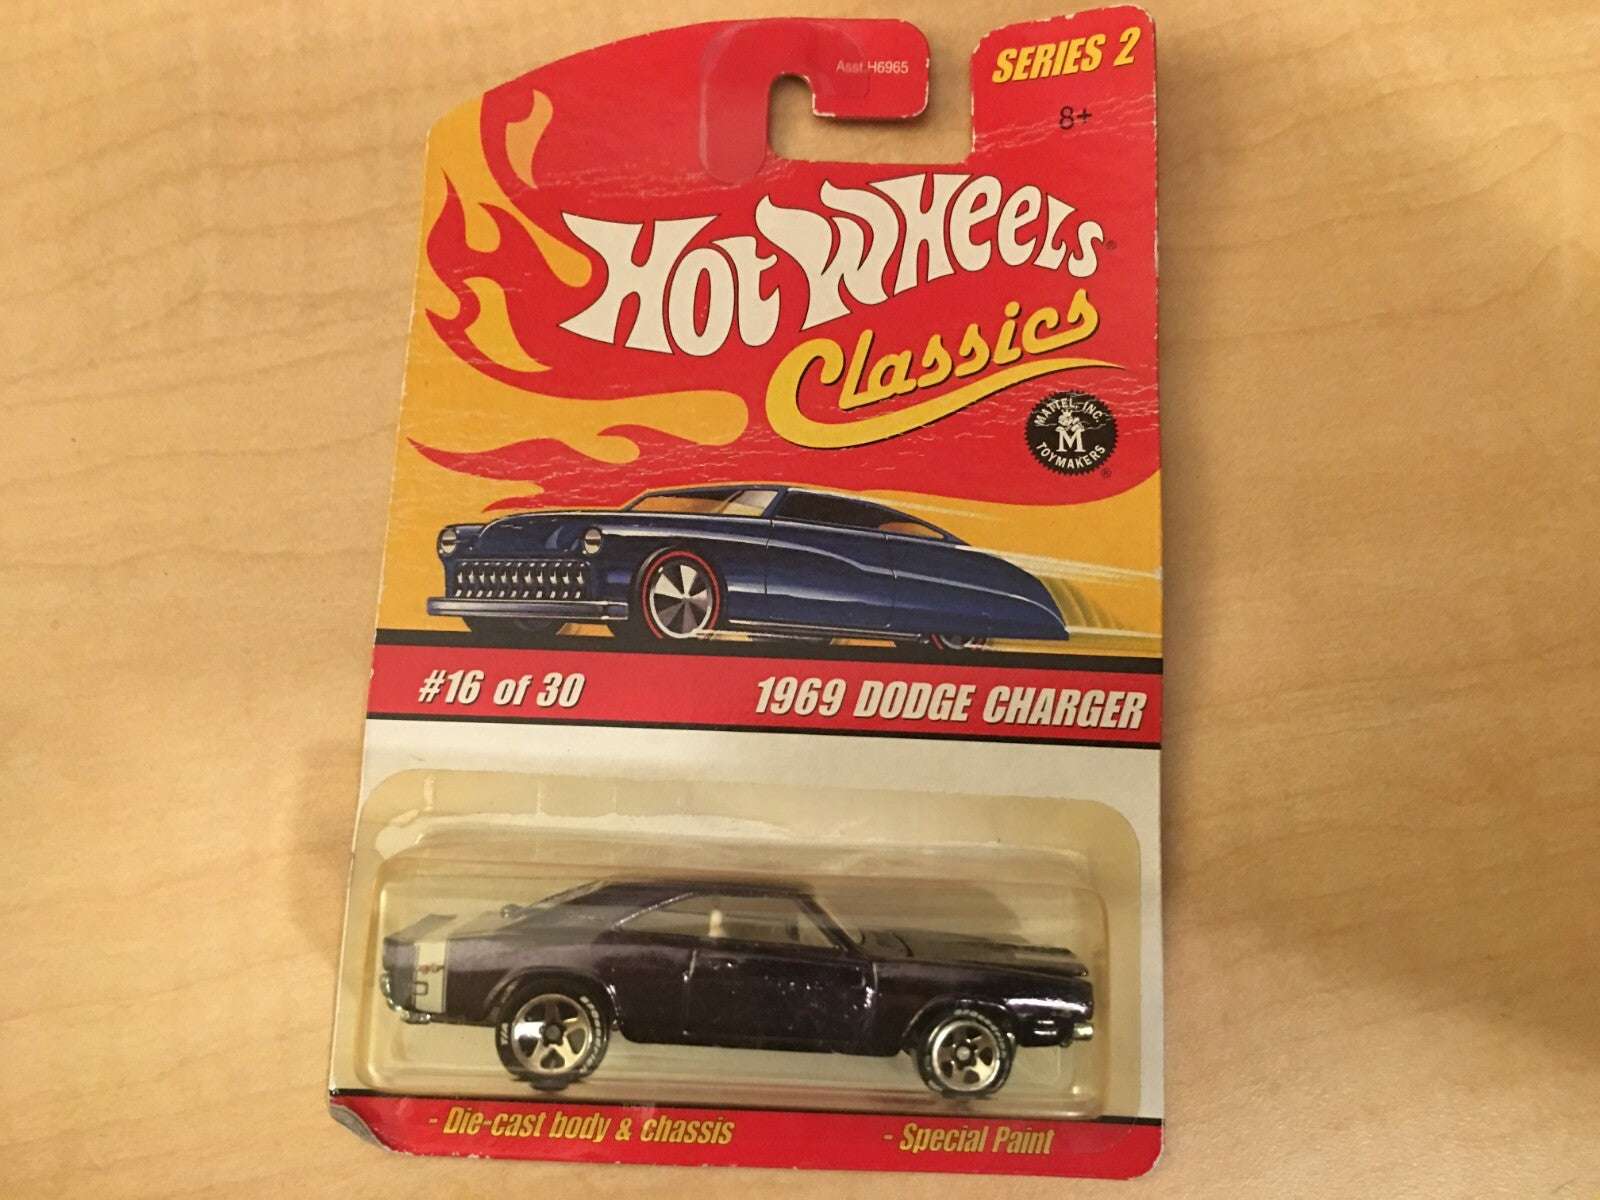 Asst.H6965
SERIES 2
8+
HOT WHEELS®
Classics
MATTEL, INC.
M
TOYMAKERS
®
#16 of 30
1969 DODGE CHARGER
- Die-cast body & chassis
- Special Paint